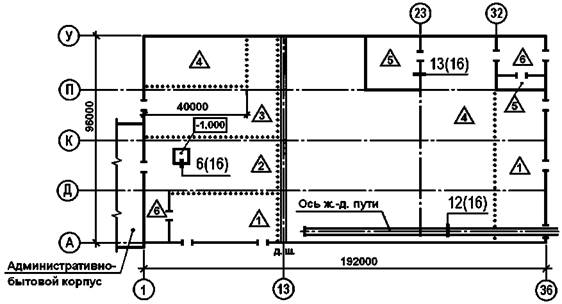 23
32
У
4
5
13(16)
6
П
5
96000
40000
3
4
-1.000
К
6(16)
2
1
Д
Ось ж.-д. пути
12(16)
6
1
А
д. ш.
Административно-
бытовой корпус
192000
1
13
36